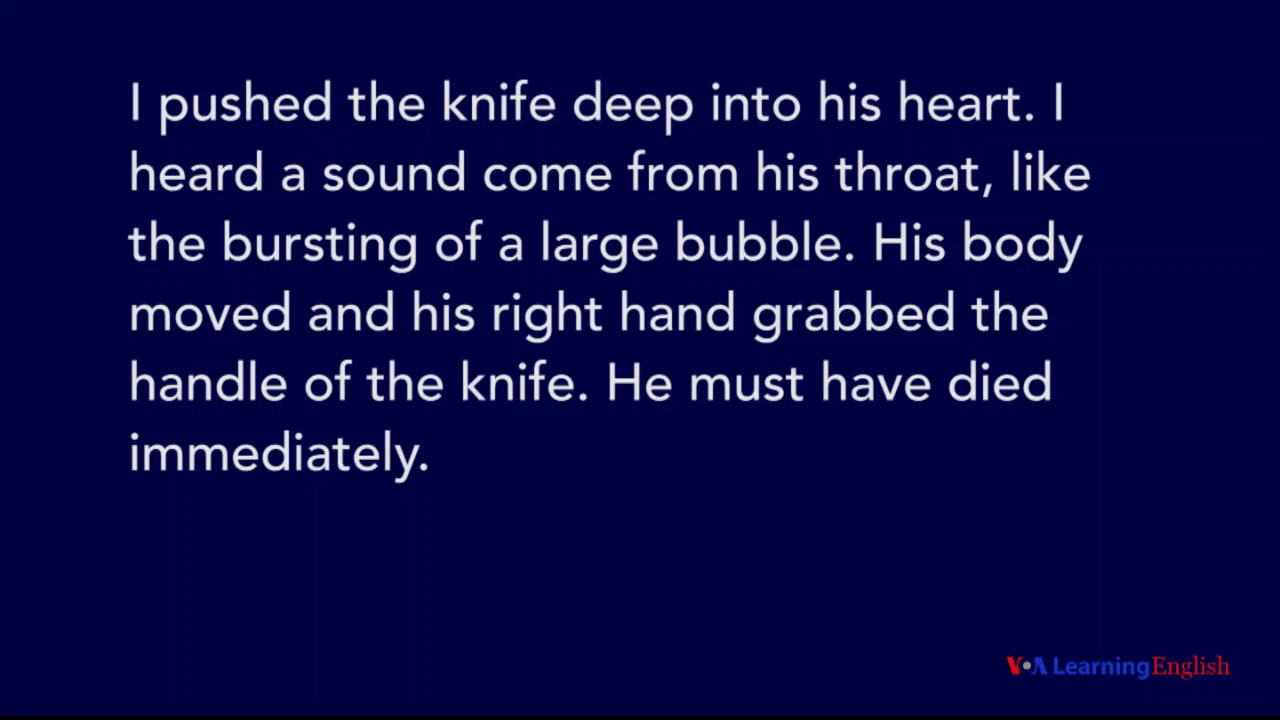 I pushed the knife deep into his heart. I
heard a sound come from his throat, like
the bursting of a large bubble. His body
moved and his right hand grabbed the
handle of the knife. He must have died
immediately.
VOA Learning English